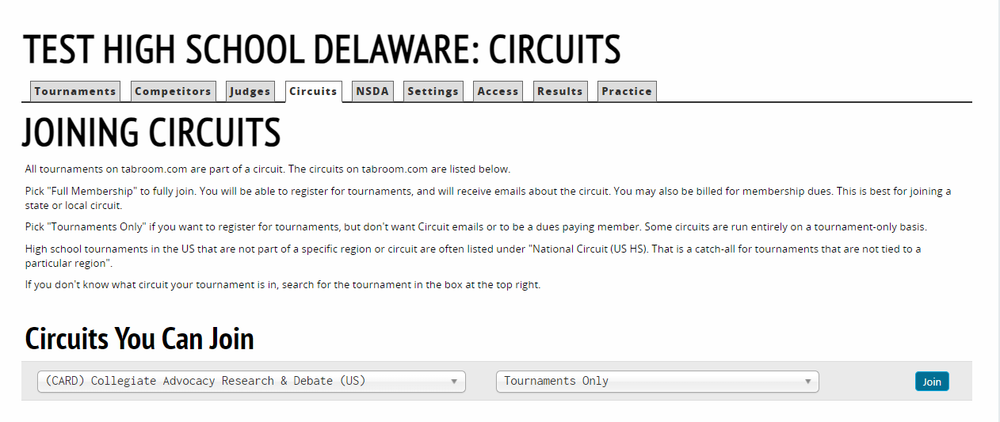 TEST HIGH SCHOOL DELAWARE: CIRCUITS
Tournaments Competitors Judges Circuits NSDA Settings Access Results Practice
JOINING CIRCUITS
All tournaments on tabroom.com are part of a circuit. The circuits on tabroom.com are listed below.
Pick "Full Membership" to fully join. You will be able to register for tournaments, and will receive emails about the circuit. You may also be billed for membership dues. This is best for joining a
state or local circuit.
Pick "Tournaments Only" if you want to register for tournaments, but don't want Circuit emails or to be a dues paying member. Some circuits are run entirely on a tournament-only basis.
High school tournaments in the US that are not part of a specific region or circuit are often listed under "National Circuit (US HS). That is a catch-all for tournaments that are not tied to a
particular region".
If you don't know what circuit your tournament is in, search for the tournament in the box at the top right.
Circuits You Can Join
(CARD) Collegiate Advocacy Research & Debate (US) Tournaments Only Join